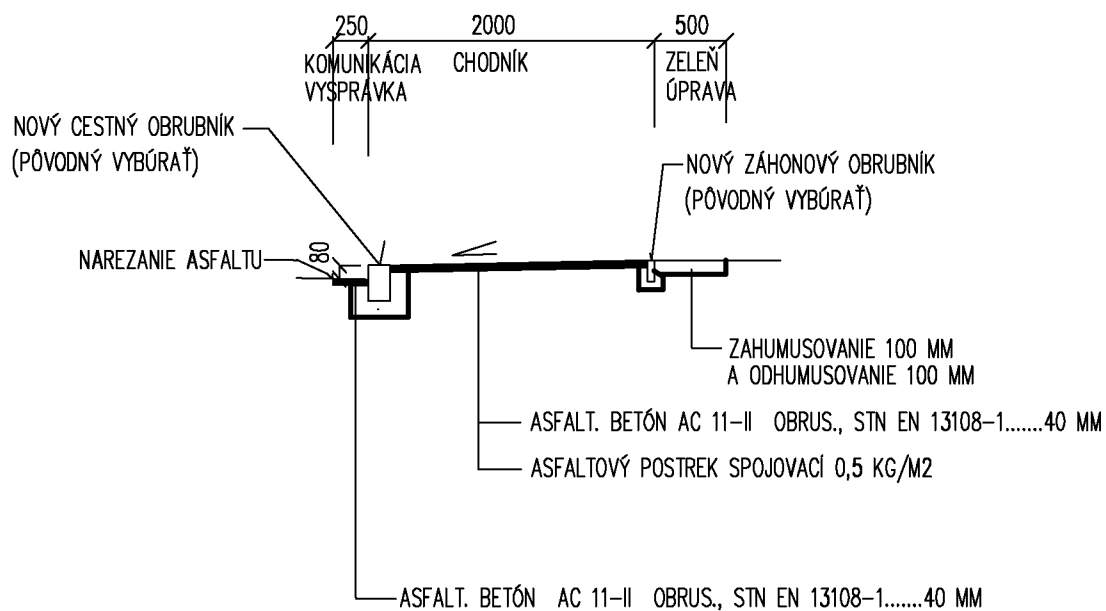 250 2000 500
KOMUNIKÁCIA
VYSPRÁVKA
CHODNÍK
ZELEŇ
ÚPRAVA
NOVÝ CESTNÝ OBRUBNÍK
(PÔVODNÝ VYBÚRAŤ)
NOVÝ ZÁHONOVÝ OBRUBNÍK
(PÔVODNÝ VYBÚRAŤ)
NAREZANIE ASFALTU
80
ZAHUMUSOVANIE 100 MM
A ODHUMUSOVANIE 100 MM
ASFALT. BETÓN AC 11-II OBRUS., STN EN 13108-1.......40 MM
ASFALTOVÝ POSTREK SPOJOVACÍ 0,5 KG/M2
ASFALT. BETÓN AC 11-II OBRUS., STN EN 13108-1.......40 MM